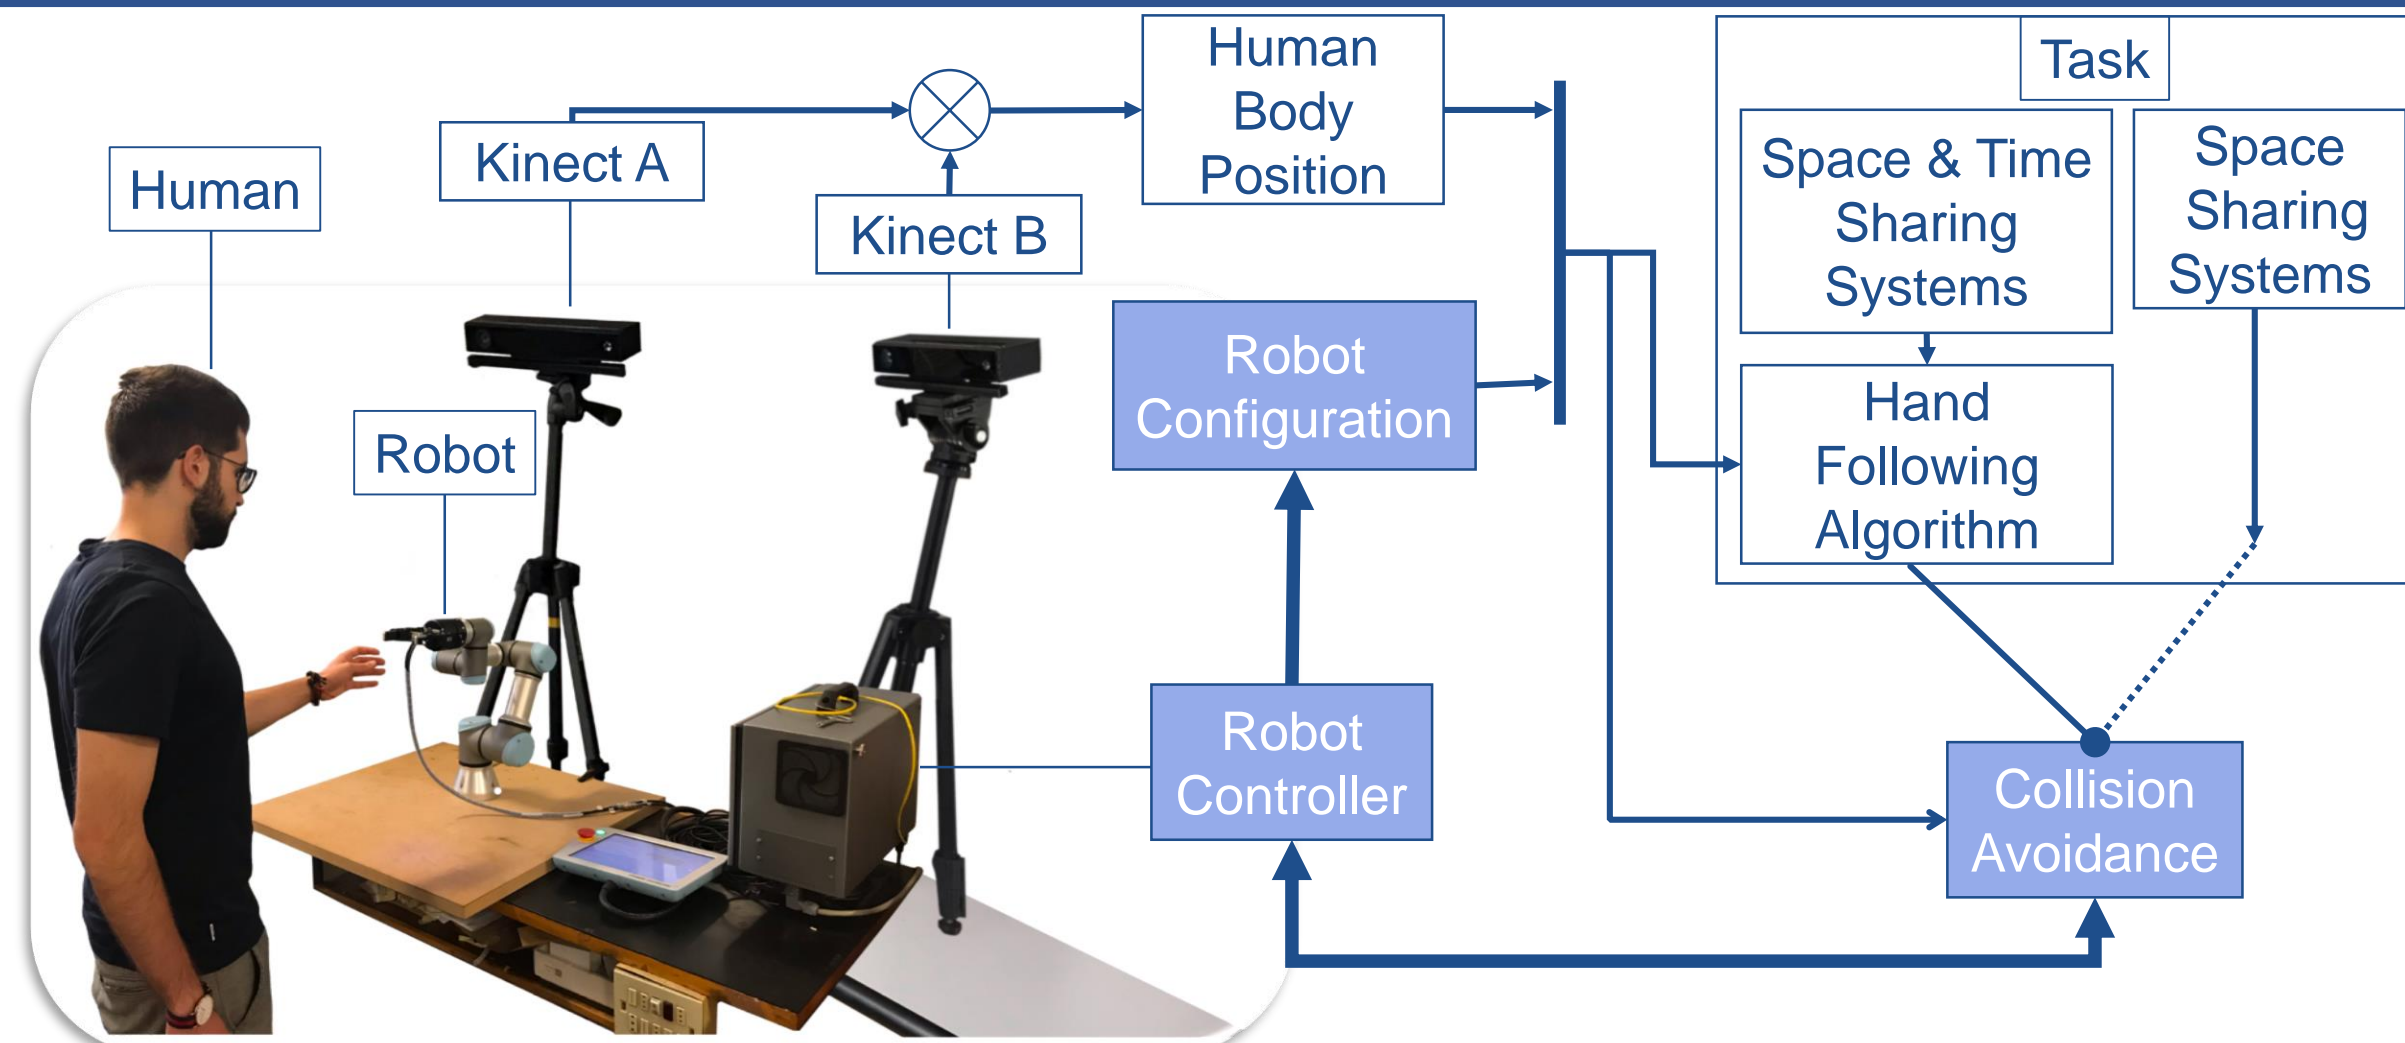 Human
Kinect A
Kinect B
Robot
Human
Body
Position
Robot
Configuration
Robot
Controller
Task
Space & Time
Sharing
Systems
Space
Sharing
Systems
Hand
Following
Algorithm
Collision
Avoidance